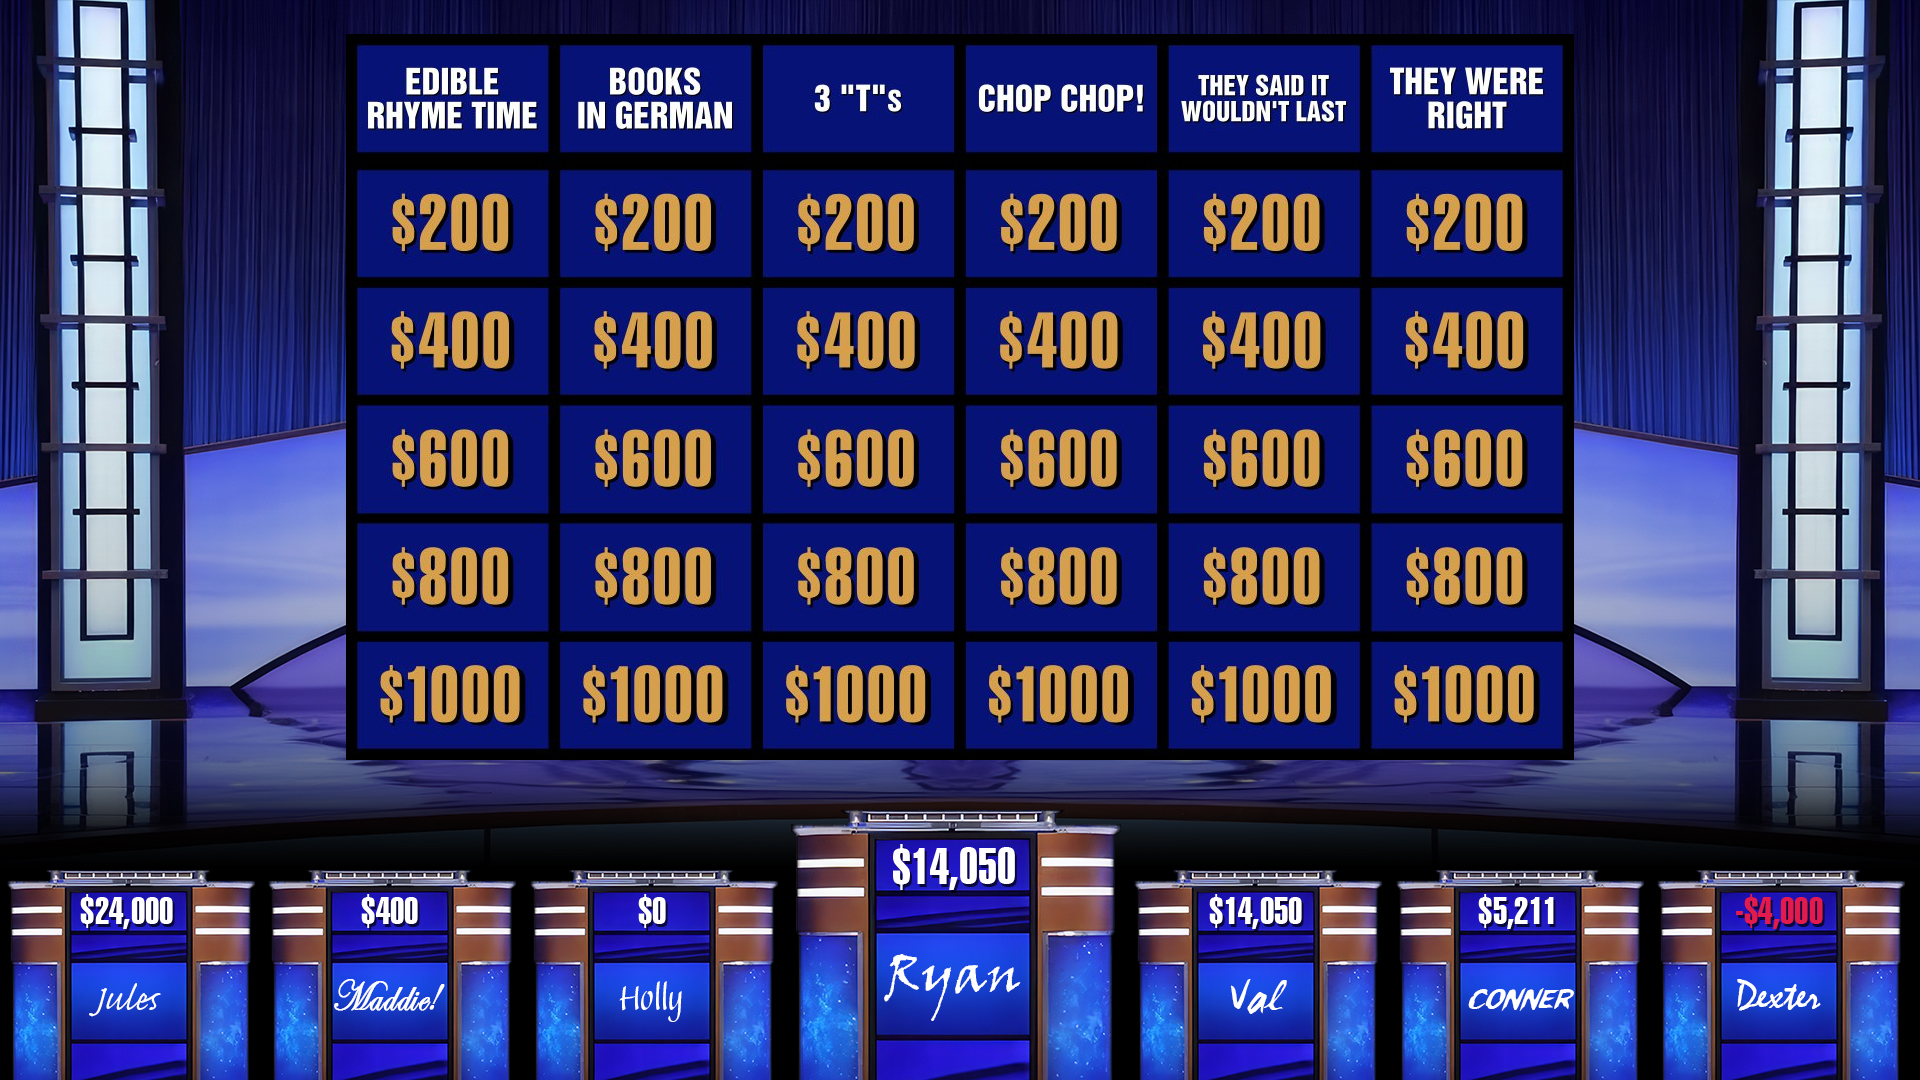 EDIBLE
RHYME TIME
BOOKS
IN GERMAN
3 "T"s
CHOP CHOP!
THEY SAID IT
WOULDN'T LAST
THEY WERE
RIGHT
$200 $200 $200 $200 $200 $200
$400 $400 $400 $400 $400 $400
$600 $600 $600 $600 $600 $600
$800 $800 $800 $800 $800 $800
$1000 $1000 $1000 $1000 $1000 $1000
$24,000
Jules
$400
Maddie!
$0
Holly
$14,050
Ryan
$14,050
Val
$5,211
CONNER
-$4,000
Dexter